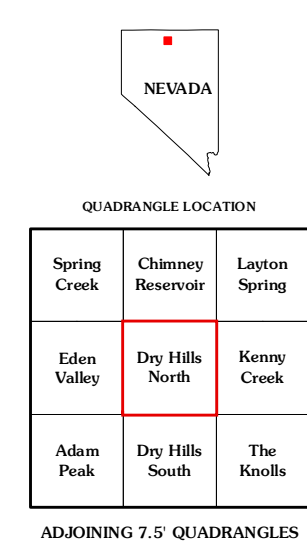 NEVADA
QUADRANGLE LOCATION
Spring
Creek
Chimney
Reservoir
Layton
Spring
Eden
Valley
Dry Hills
North
Kenny
Creek
Adam
Peak
Dry Hills
South
The
Knolls
ADJOINING 7.5' QUADRANGLES